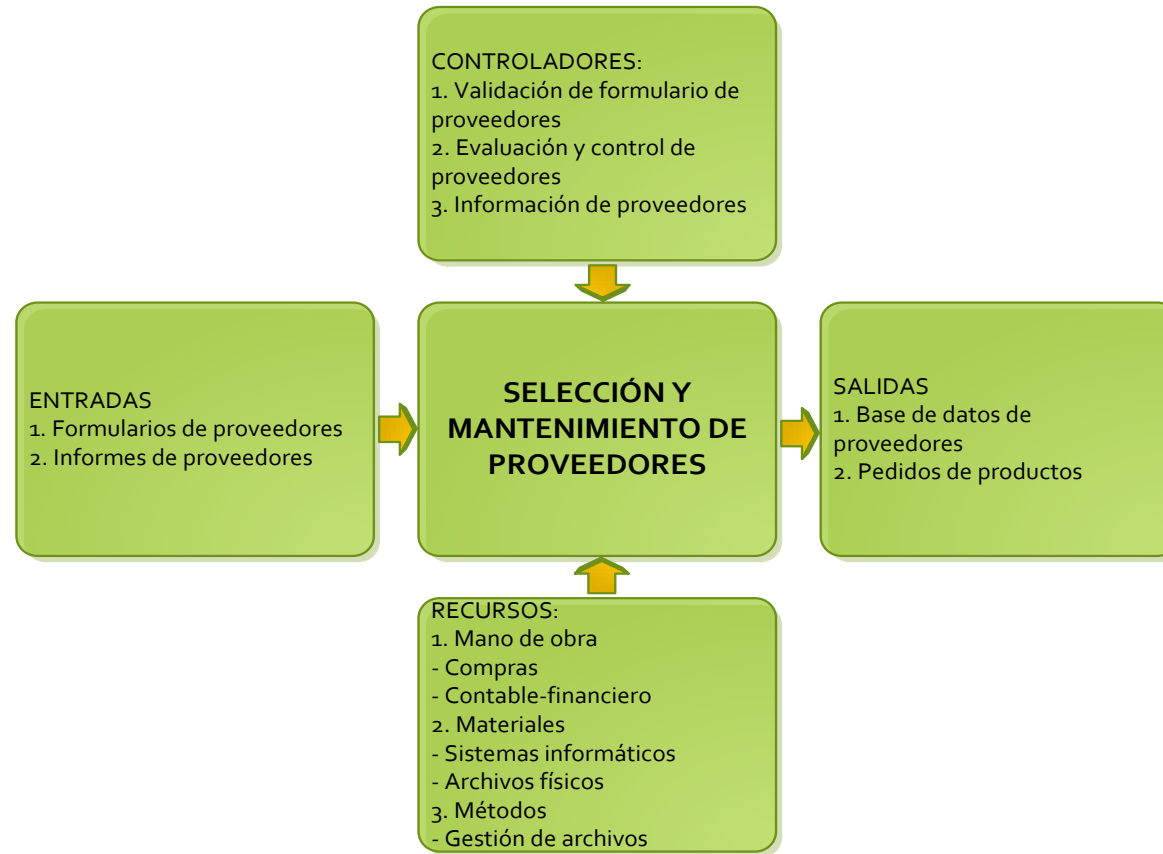 CONTROLADORES:
1. Validación de formulario de
proveedores
2. Evaluación y control de
proveedores
3. Información de proveedores
ENTRADAS
1. Formularios de proveedores
2. Informes de proveedores
SELECCIÓN Y
MANTENIMIENTO DE
PROVEEDORES
SALIDAS
1. Base de datos de
proveedores
2. Pedidos de productos
RECURSOS:
1. Mano de obra
- Compras
- Contable-financiero
2. Materiales
- Sistemas informáticos
- Archivos físicos
3. Métodos
- Gestión de archivos